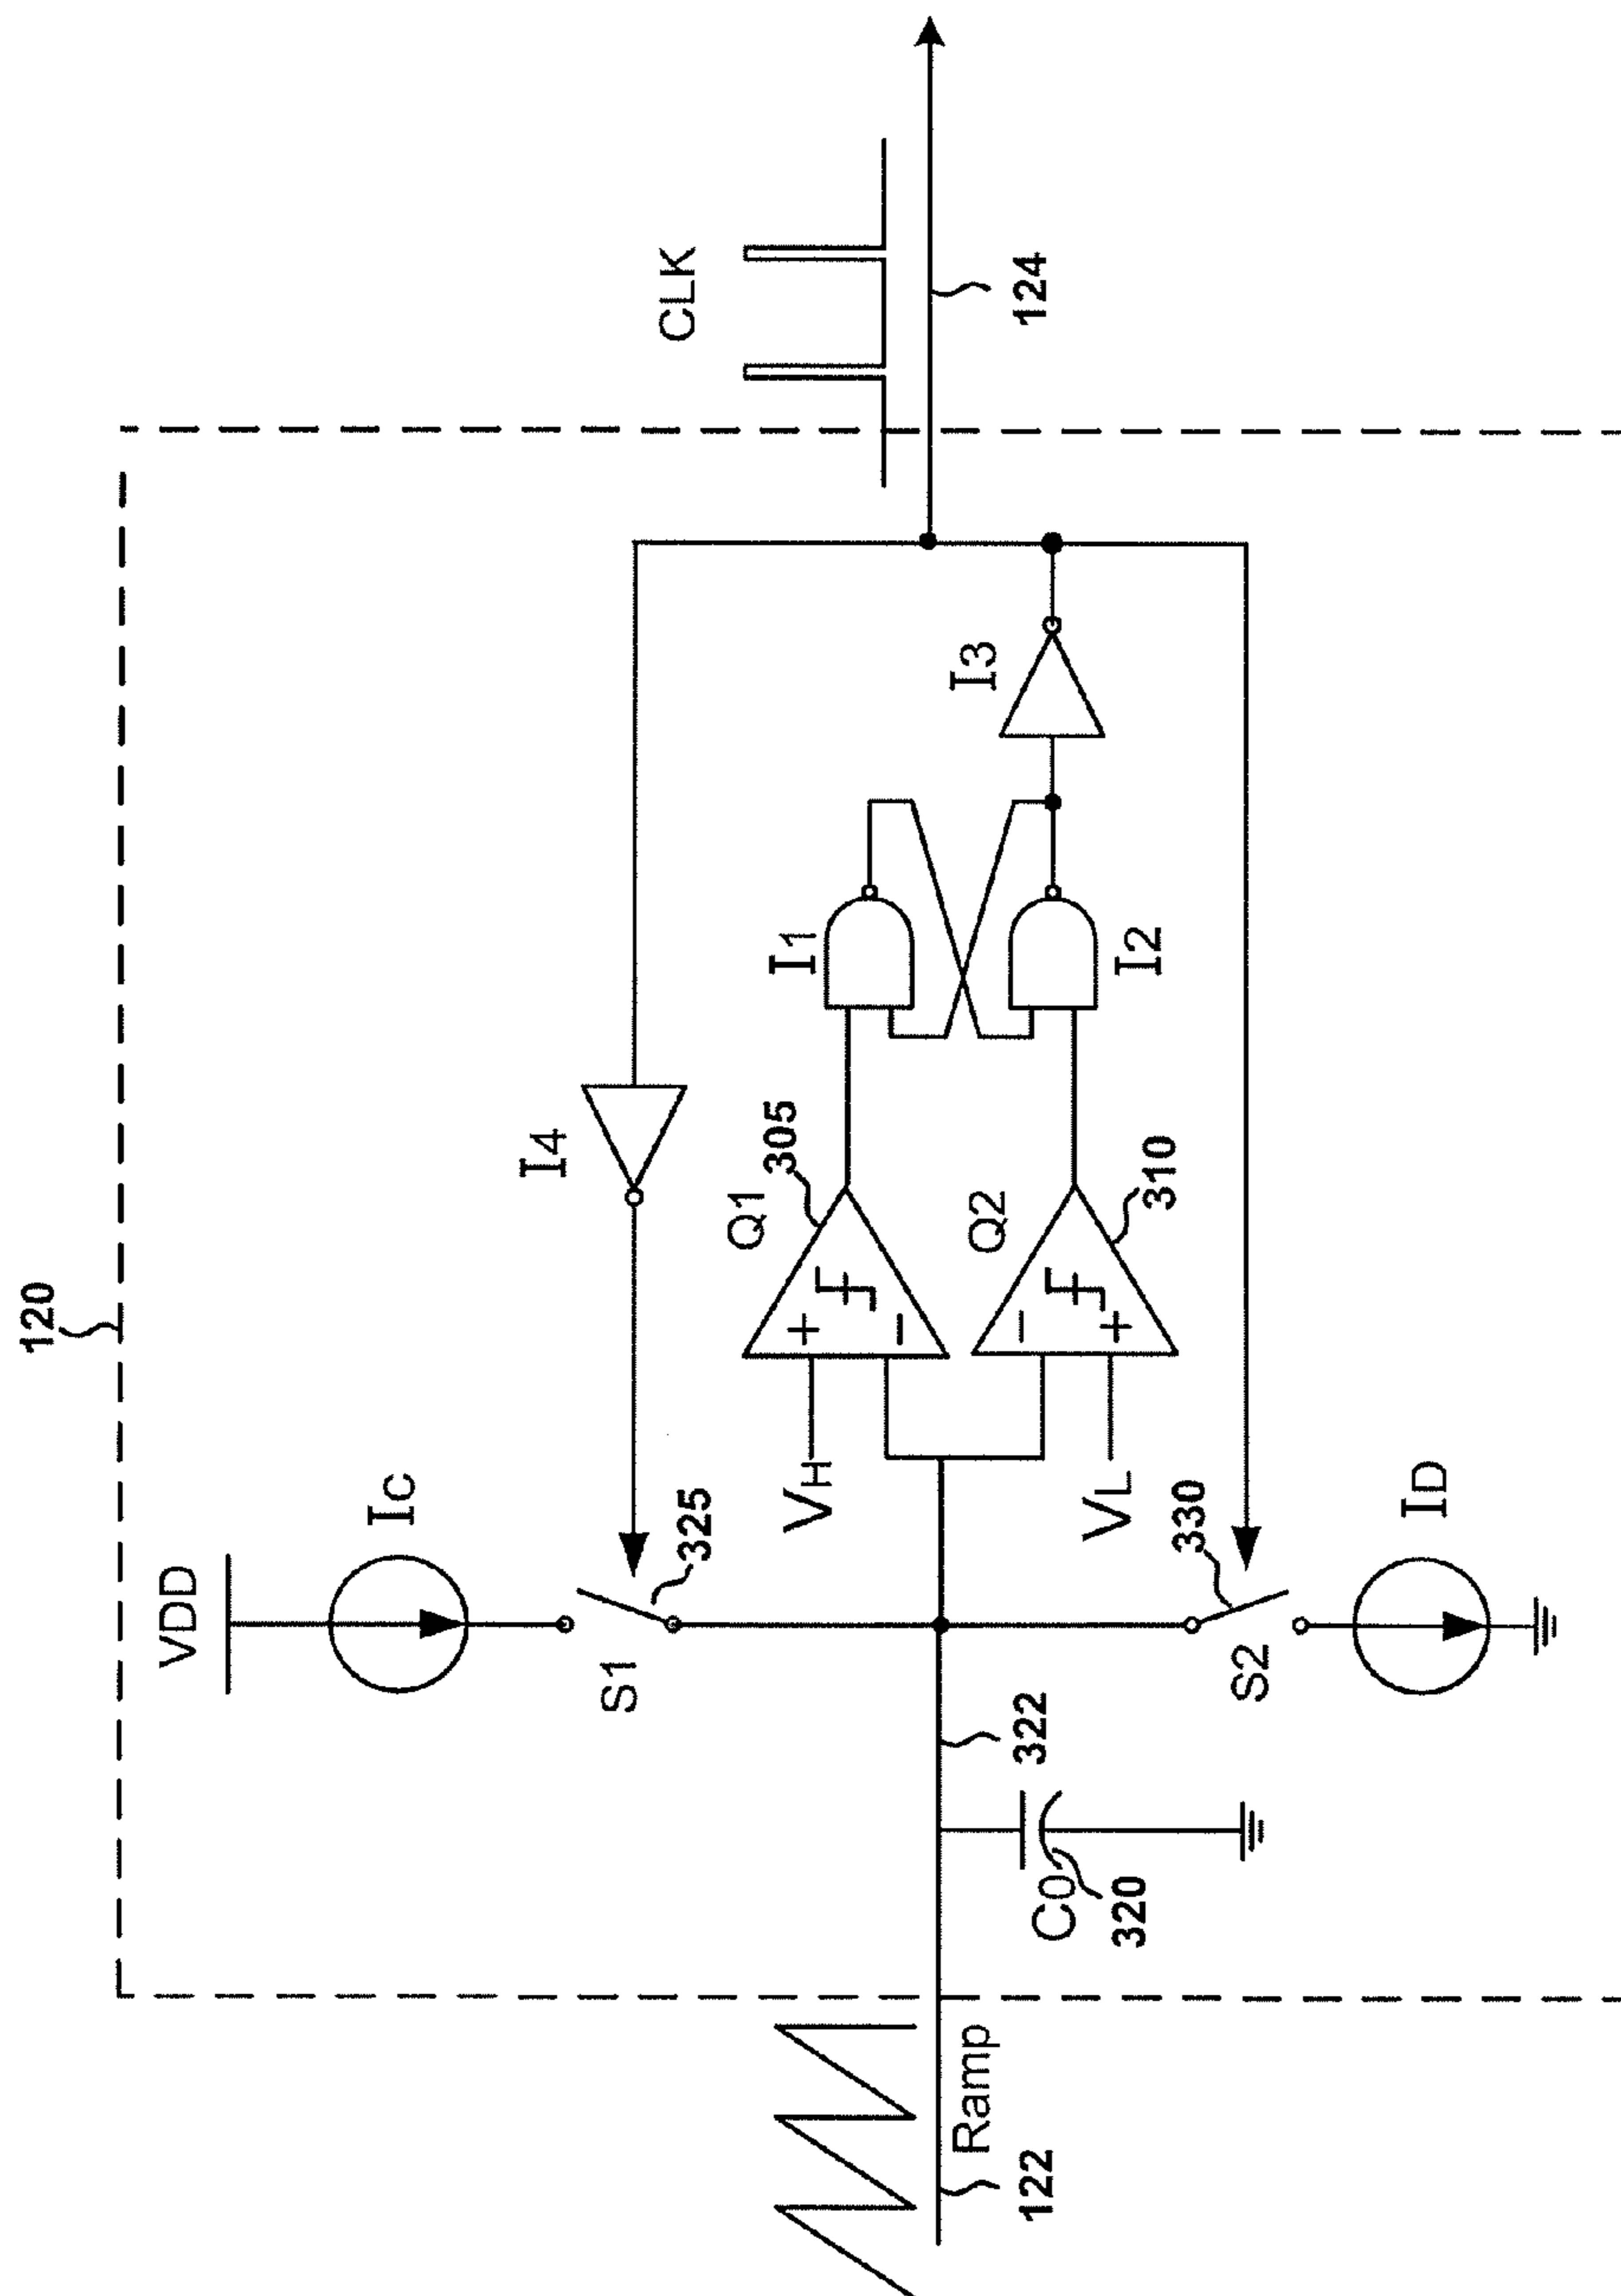 120
VDD
IC
S1
325
I4
CLK
124
VH
Q1
305
I1
I3
+
−
Q2
−
+
I2
VL
310
322
C0
320
S2
330
ID
Ramp
122